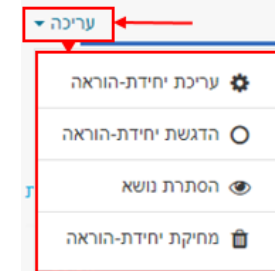 עריכה
עריכת יחידת-הוראה
הדגשת יחידת-הוראה
הסתרת נושא
ת
מחיקת יחידת-הוראה